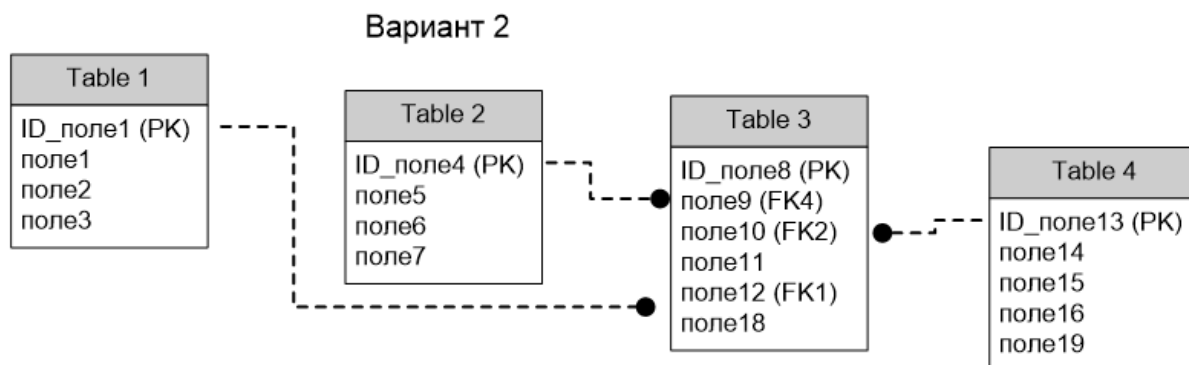 Вариант 2
Table 1
ID_поле1 (PK)
поле1
поле2
поле3
Table 2
ID_поле4 (PK)
поле5
поле6
поле7
Table 3
ID_поле8 (PK)
поле9 (FK4)
поле10 (FK2)
поле11
поле12 (FK1)
поле18
Table 4
ID_поле13 (PK)
поле14
поле15
поле16
поле19